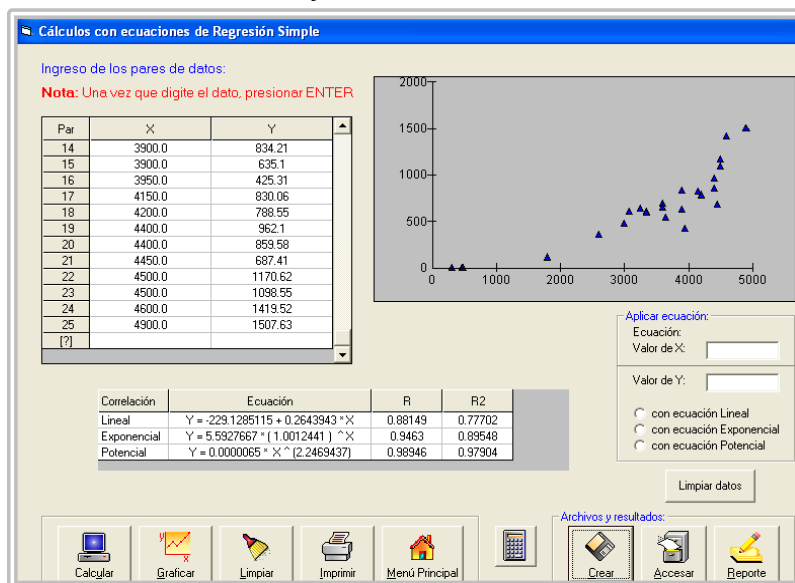 Cálculos con ecuaciones de Regresión Simple
Ingreso de los pares de datos:
Nota: Una vez que digite el dato, presionar ENTER
Par X Y
14 3900.0 834.21
15 3900.0 635.1
16 3950.0 425.31
17 4150.0 830.06
18 4200.0 788.55
19 4400.0 962.1
20 4400.0 859.58
21 4450.0 687.41
22 4500.0 1170.62
23 4500.0 1098.55
24 4600.0 1419.52
25 4900.0 1507.63
[?]
2000
1500
1000
500
0
0 1000 2000 3000 4000 5000
Aplicar ecuación:
Ecuación:
Valor de X:
Valor de Y:
con ecuación Lineal
con ecuación Exponencial
con ecuación Potencial
Correlación Ecuación R R2
Lineal Y = -229.1285115 + 0.2643943 * X 0.88149 0.77702
Exponencial Y = 5.5927667 * ( 1.0012441 ) ^ X 0.9463 0.89548
Potencial Y = 0.0000065 * X ^ (2.2469437) 0.98946 0.97904
Limpiar datos
Archivos y resultados:
Calcular Graficar Limpiar Imprimir Menú Principal Crear Accesar Reporte